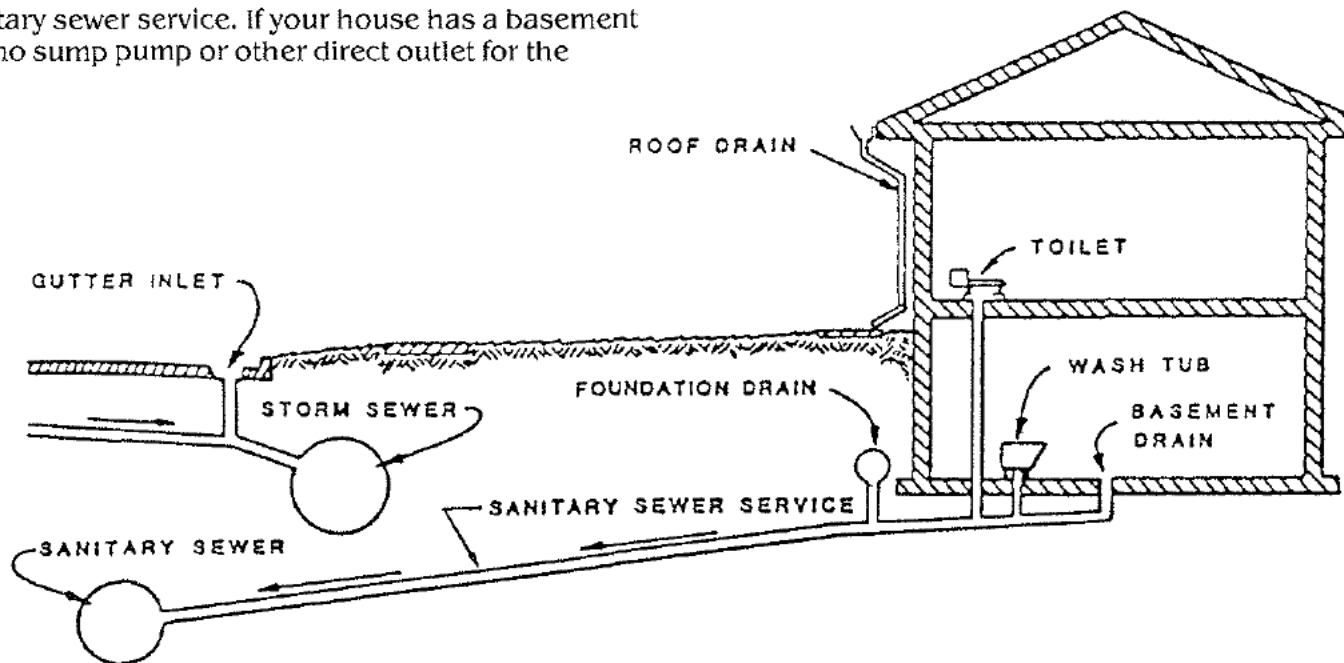 tary sewer service. If your house has a basement
no sump pump or other direct outlet for the
ROOF DRAIN
TOILET
GUTTER INLET
WASH TUB
FOUNDATION DRAIN
BASEMENT
DRAIN
STORM SEWER
SANITARY SEWER SERVICE
SANITARY SEWER